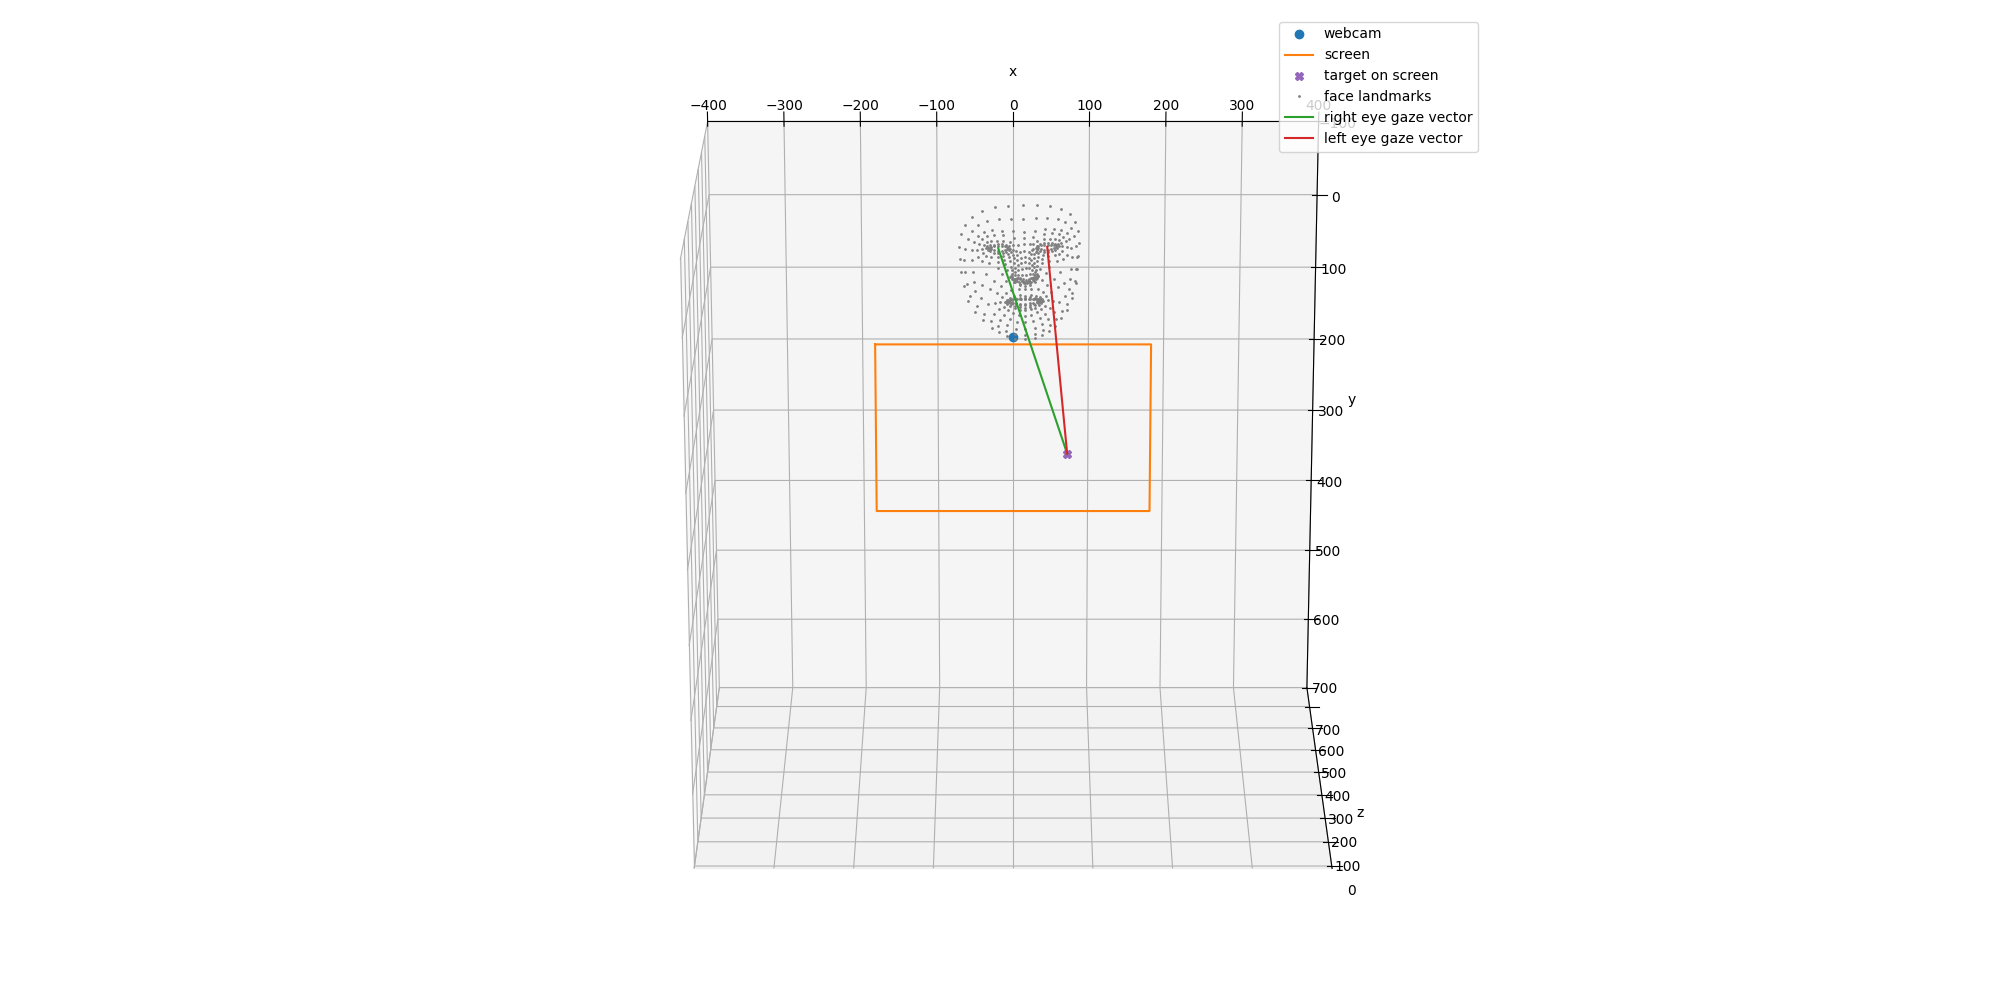 webcam
screen
target on screen
face landmarks
right eye gaze vector
left eye gaze vector
x
−400 −300 −200 −100 0 100 200 300 400
−100
0
100
200
300
y
400
500
600
700
700
600
500
400
300 z
200
100
0